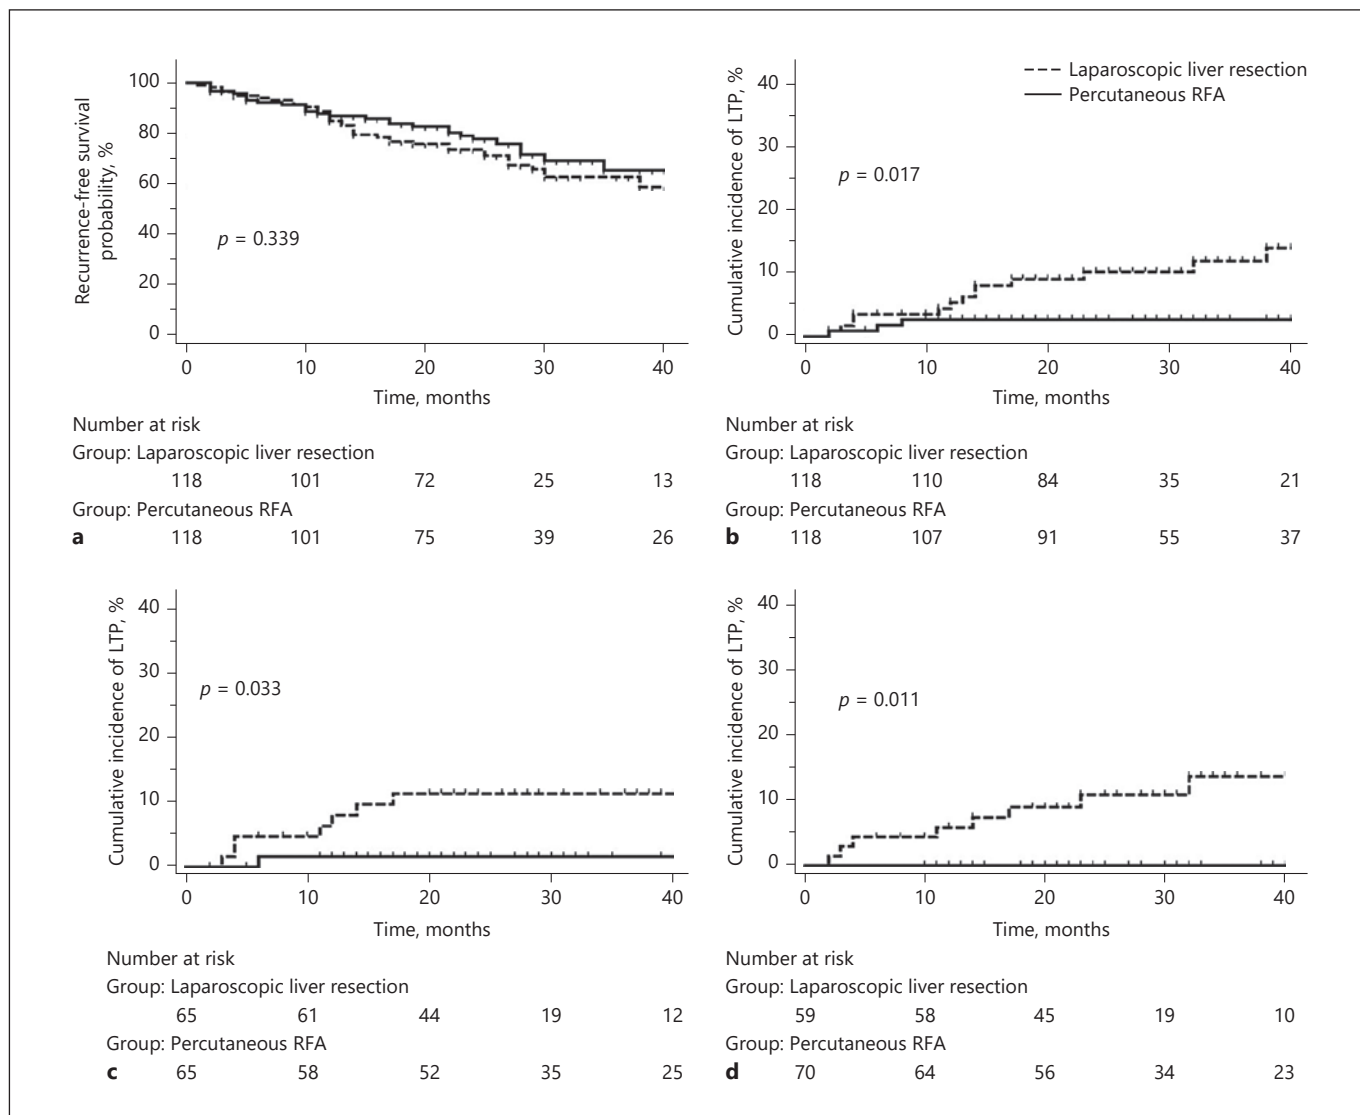 Recurrence-free survival
probability, %
100
80
60
40
20
0
p = 0.339
0 10 20 30 40
Time, months
Number at risk
Group: Laparoscopic liver resection
118 101 72 25 13
Group: Percutaneous RFA
a 118 101 75 39 26
Laparoscopic liver resection
Percutaneous RFA
Cumulative incidence of LTP, %
40
30
20
10
0
p = 0.017
0 10 20 30 40
Time, months
Number at risk
Group: Laparoscopic liver resection
118 110 84 35 21
Group: Percutaneous RFA
b 118 107 91 55 37
Cumulative incidence of LTP, %
40
30
20
10
0
p = 0.033
0 10 20 30 40
Time, months
Number at risk
Group: Laparoscopic liver resection
65 61 44 19 12
Group: Percutaneous RFA
c 65 58 52 35 25
Cumulative incidence of LTP, %
40
30
20
10
0
p = 0.011
0 10 20 30 40
Time, months
Number at risk
Group: Laparoscopic liver resection
59 58 45 19 10
Group: Percutaneous RFA
d 70 64 56 34 23